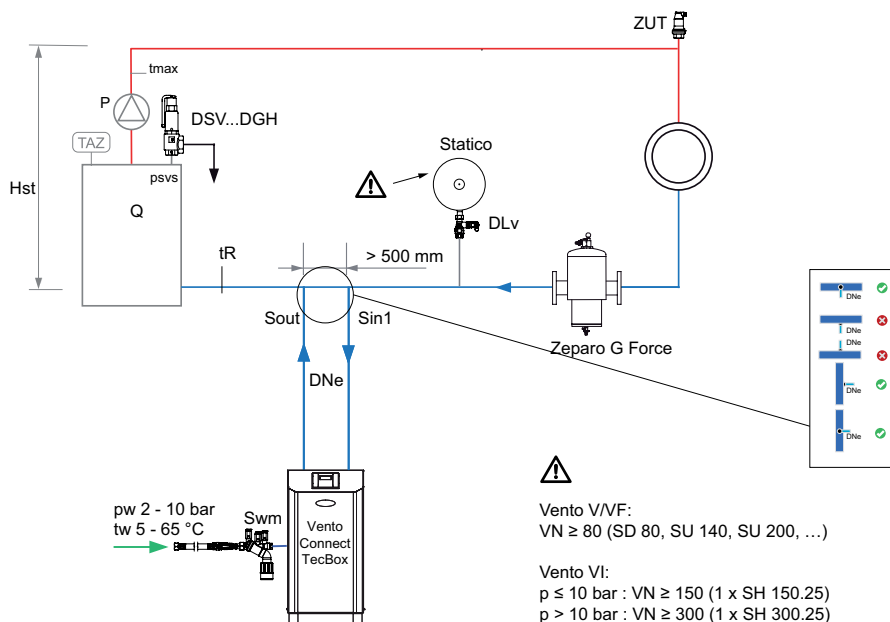 ZUT
tmax
P
DSV...DGH
TAZ
Statico
psvs
Hst
Q
DLv
tR
> 500 mm
Sout
Sin1
Zeparo G Force
DNe
DNe
DNe
DNe
DNe
DNe
pw 2 - 10 bar
tw 5 - 65 °C
Swm
Vento
Connect
TecBox
Vento V/VF:
VN ≥ 80 (SD 80, SU 140, SU 200, …)
Vento VI:
p ≤ 10 bar : VN ≥ 150 (1 x SH 150.25)
p > 10 bar : VN ≥ 300 (1 x SH 300.25)